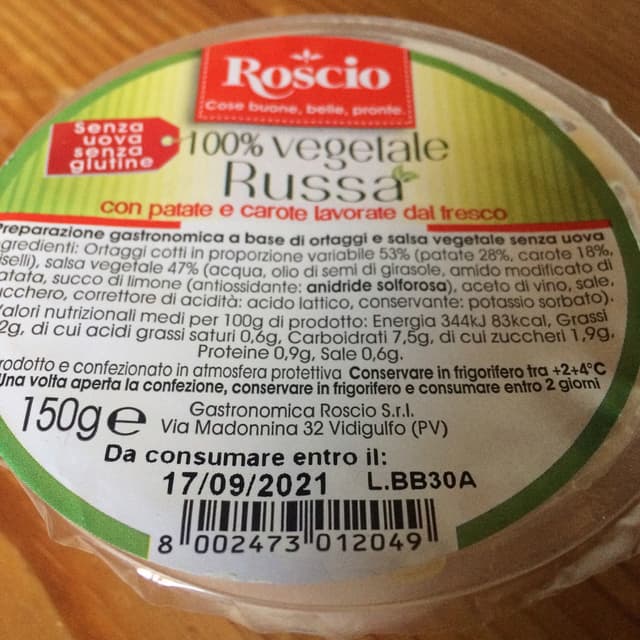 Roscio
Cose buone, belle, pronte.
Senza
uova
senza
glutine
100% vegetale
Russa
con patate e carote lavorate dal fresco
Preparazione gastronomica a base di ortaggi e salsa vegetale senza uova
ngredienti: Ortaggi cotti in proporzione variabile 53% (patate 28%, carote 18%,
iselli), salsa vegetale 47% (acqua, olio di semi di girasole, amido modificato di
atata, succo di limone (antiossidante: anidride solforosa), aceto di vino, sale,
ucchero, correttore di acidità: acido lattico, conservante: potassio sorbato).
Valori nutrizionali medi per 100g di prodotto: Energia 344kJ 83kcal, Grassi
2g, di cui acidi grassi saturi 0,6g, Carboidrati 7,5g, di cui zuccheri 1,9g,
Proteine 0,9g, Sale 0,6g.
rodotto e confezionato in atmosfera protettiva Conservare in frigorifero tra +2+4°C
Una volta aperta la confezione, conservare in frigorifero e consumare entro 2 giorni
150g e
Gastronomica Roscio S.r.l.
Via Madonnina 32 Vidigulfo (PV)
Da consumare entro il:
17/09/2021 L.BB30A
8 002473 012049